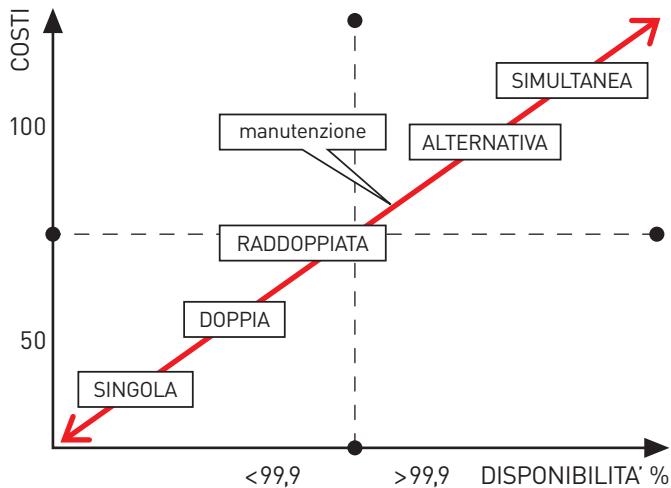 COSTI
SIMULTANEA
100
manutenzione
ALTERNATIVA
RADDOPPIATA
DOPPIA
50
SINGOLA
<99,9
>99,9
DISPONIBILITA’ %